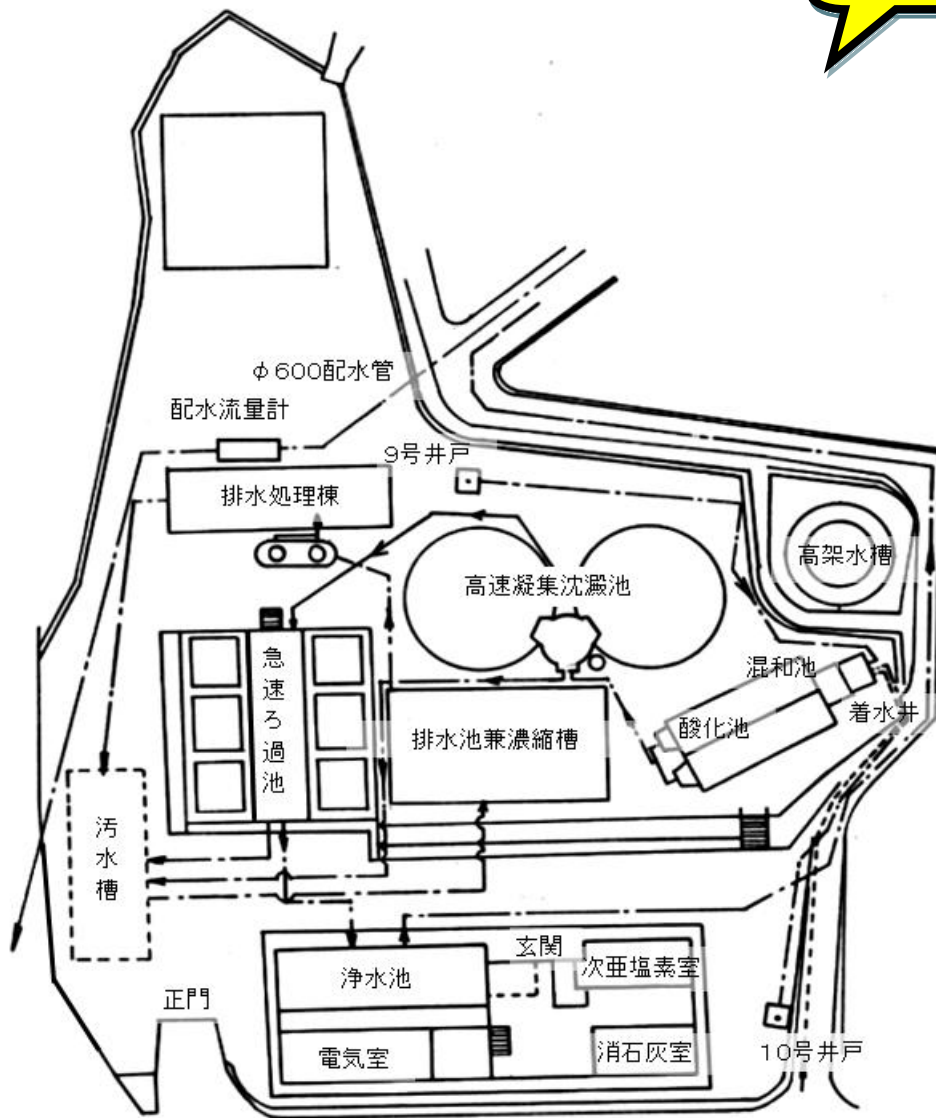 φ600配水管
配水流量計
9号井戸
排水処理棟
高架水槽
高速凝集沈澱池
急速ろ過池
混和池
着水井
酸化池
排水池兼濃縮槽
汚水槽
玄関
次亜塩素室
浄水池
正門
電気室
消石灰室
10号井戸